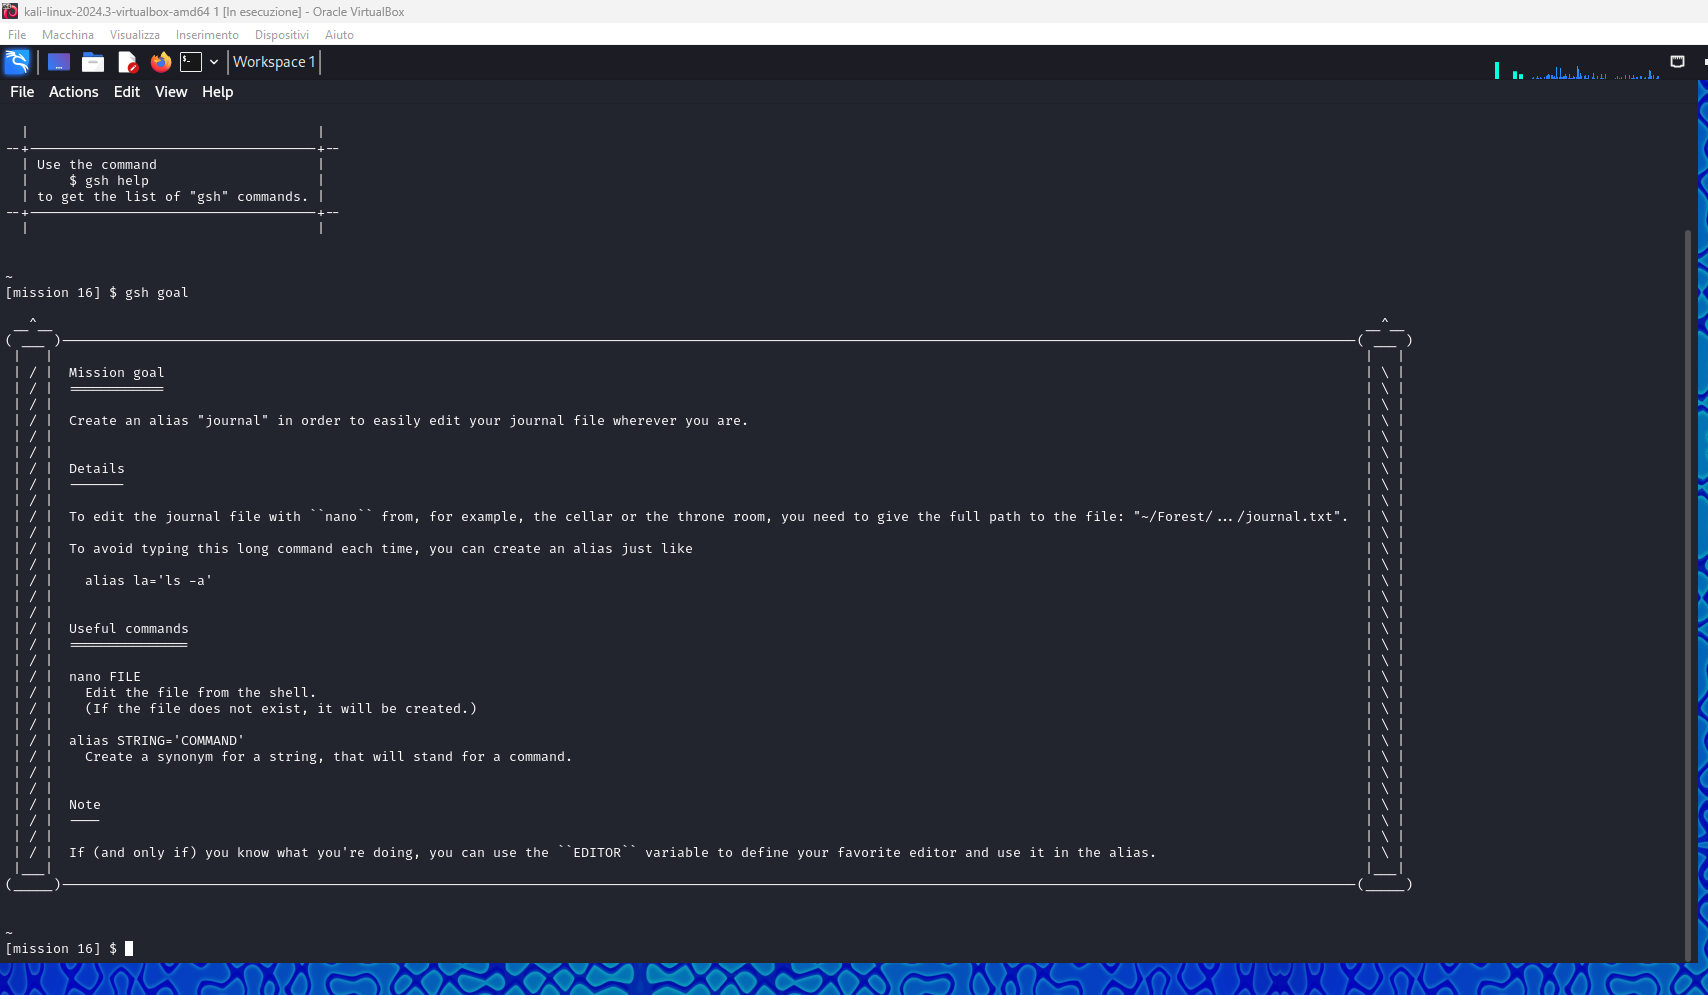 kali-linux-2024.3-virtualbox-amd64 1 [In esecuzione] - Oracle VirtualBox
File Macchina Visualizza Inserimento Dispositivi Aiuto
Workspace 1
File Actions Edit View Help
Use the command
$ gsh help
to get the list of "gsh" commands.
~
[mission 16] $ gsh goal
Mission goal
Create an alias "journal" in order to easily edit your journal file wherever you are.
Details
To edit the journal file with ``nano`` from, for example, the cellar or the throne room, you need to give the full path to the file: "~/Forest/.../journal.txt".
To avoid typing this long command each time, you can create an alias just like
alias la='ls -a'
Useful commands
nano FILE
Edit the file from the shell.
(If the file does not exist, it will be created.)
alias STRING='COMMAND'
Create a synonym for a string, that will stand for a command.
Note
If (and only if) you know what you're doing, you can use the ``EDITOR`` variable to define your favorite editor and use it in the alias.
~
[mission 16] $